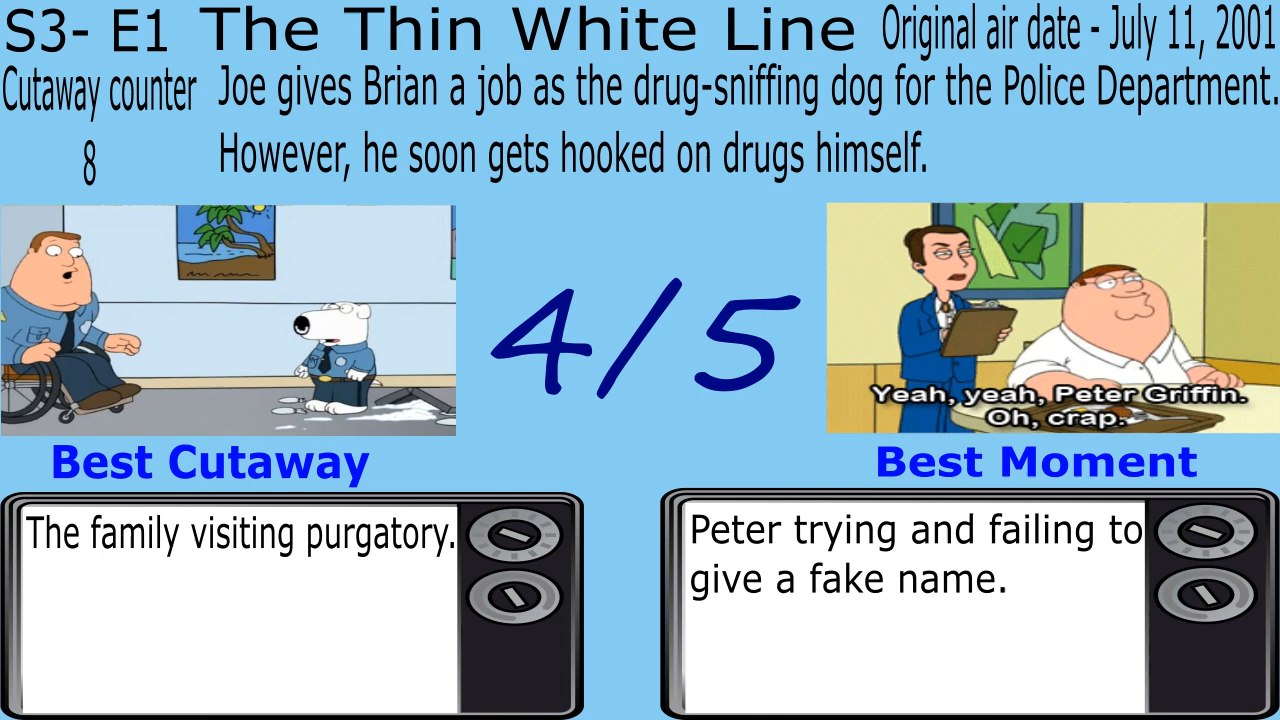 S3- E1 The Thin White Line Original air date - July 11, 2001
Cutaway counter
8
Joe gives Brian a job as the drug-sniffing dog for the Police Department.
However, he soon gets hooked on drugs himself.
4/5
Yeah, yeah, Peter Griffin.
Oh, crap.
Best Cutaway
Best Moment
The family visiting purgatory.
Peter trying and failing to
give a fake name.